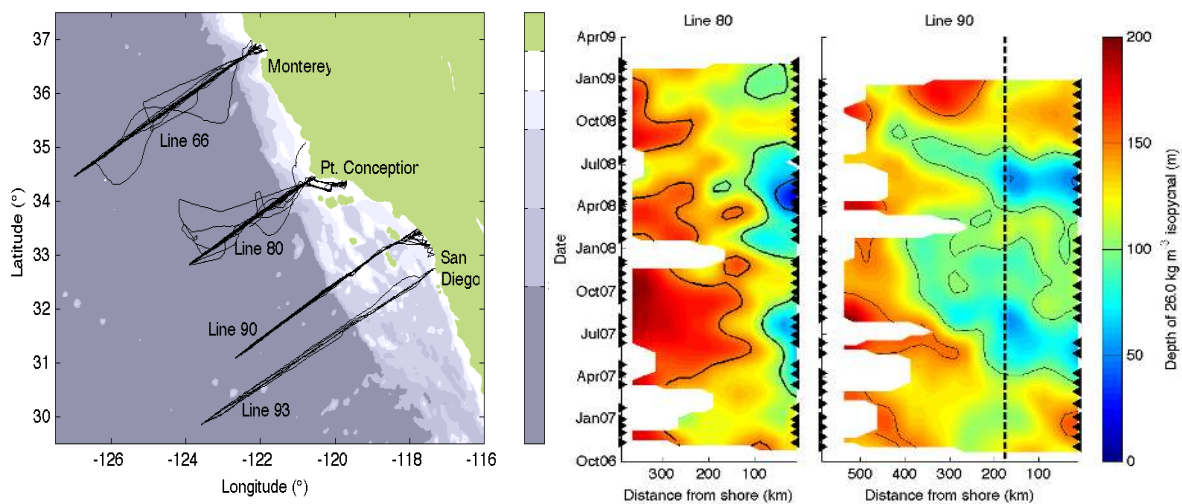 37
36
35
34
33
32
31
30
Latitude (°)
-126
-124
-122
-120
-118
-116
Longitude (°)
Monterey
Line 66
Pt. Conception
Line 80
San
Diego
Line 90
Line 93
Line 80
Line 90
Apr09
Jan09
Oct08
Jul08
Apr08
Jan08
Oct07
Jul07
Apr07
Jan07
Oct06
Date
300
200
100
Distance from shore (km)
500
400
300
200
100
Distance from shore (km)
200
150
100
50
0
Depth of 26.0 kg m⁻³ isopycnal (m)